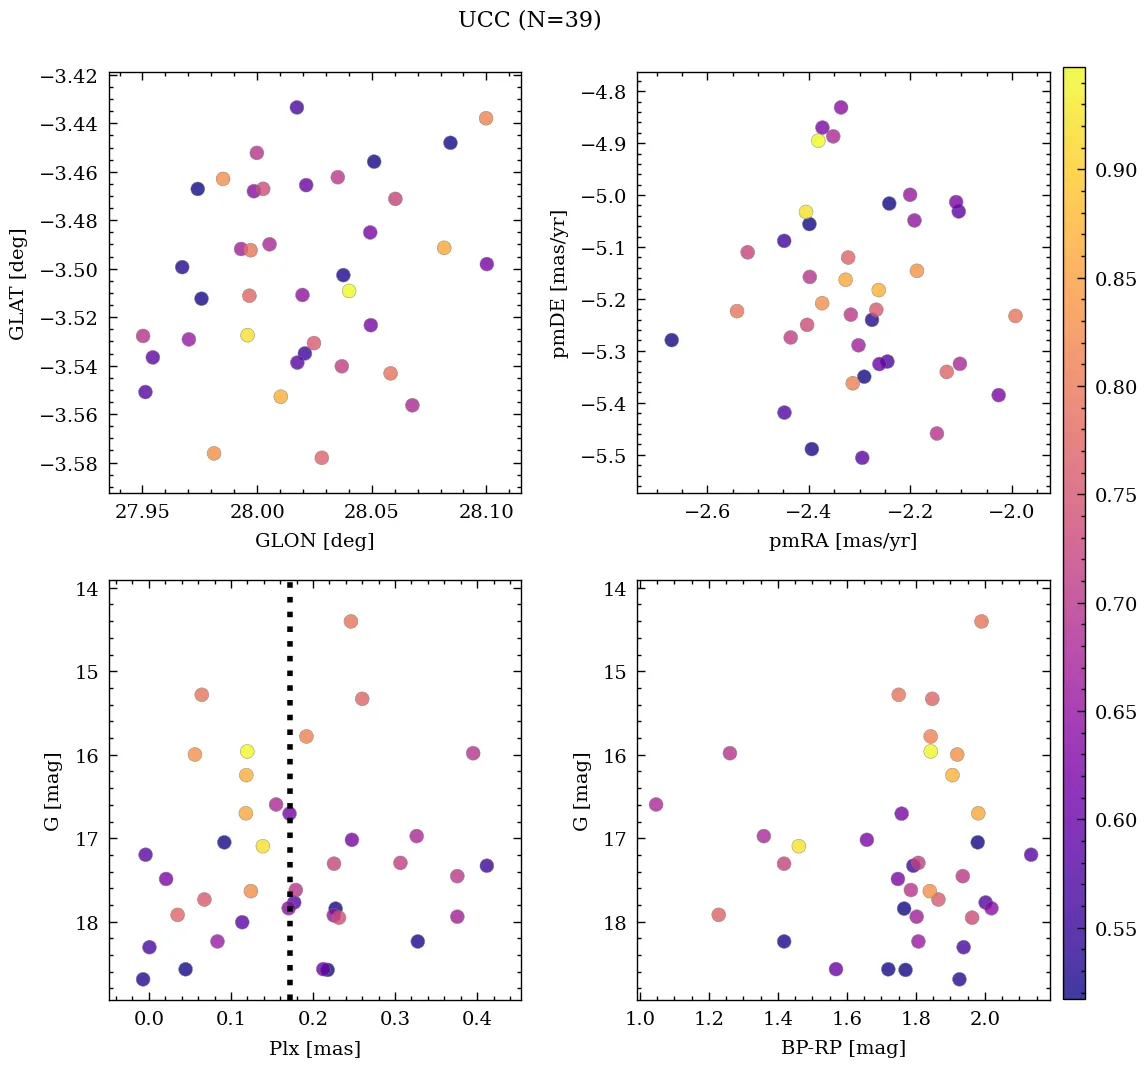 UCC (N=39)
−3.42
−3.44
−3.46
−3.48
−3.50
−3.52
−3.54
−3.56
−3.58
GLAT [deg]
27.95 28.00 28.05 28.10
GLON [deg]
−4.8
−4.9
−5.0
−5.1
−5.2
−5.3
−5.4
−5.5
pmDE [mas/yr]
−2.6 −2.4 −2.2 −2.0
pmRA [mas/yr]
14
15
16
17
18
G [mag]
0.0 0.1 0.2 0.3 0.4
Plx [mas]
14
15
16
17
18
G [mag]
1.0 1.2 1.4 1.6 1.8 2.0
BP-RP [mag]
0.90
0.85
0.80
0.75
0.70
0.65
0.60
0.55